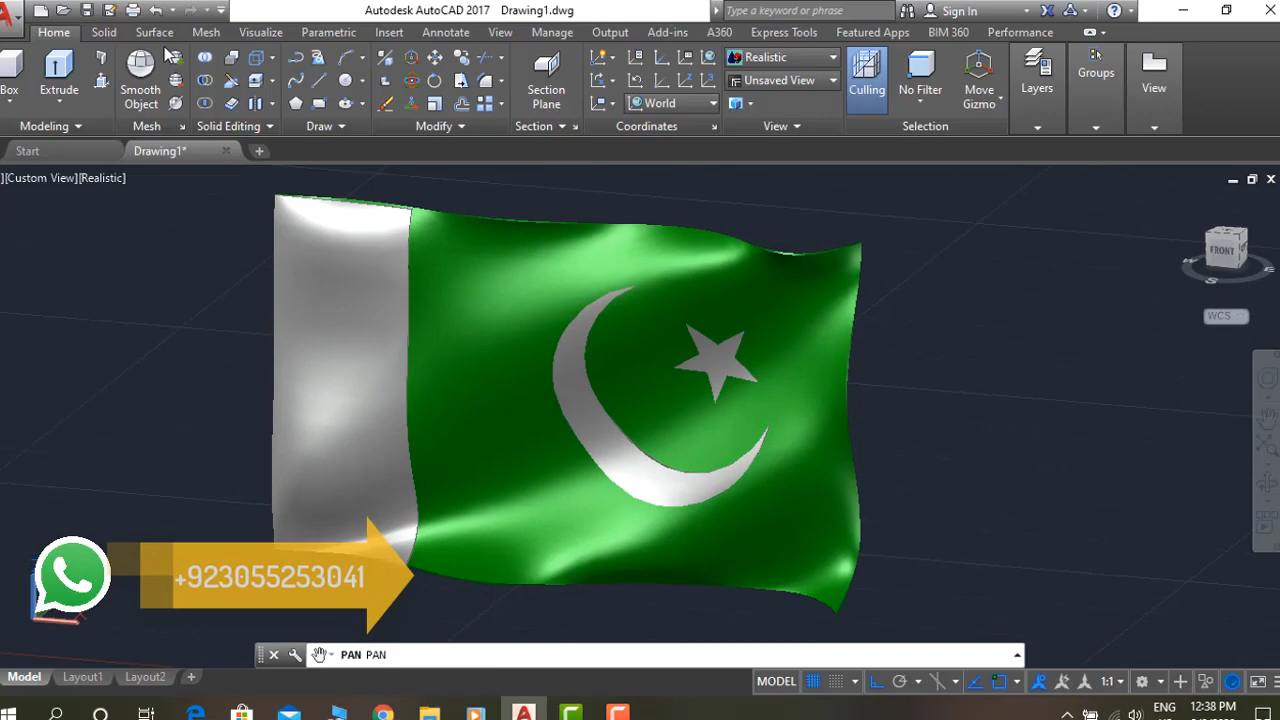 Autodesk AutoCAD 2017 Drawing1.dwg
Type a keyword or phrase
Sign In
Home Solid Surface Mesh Visualize Parametric Insert Annotate View Manage Output Add-ins A360 Express Tools Featured Apps BIM 360 Performance
Box Extrude Smooth Object Section Plane World Realistic Unsaved View Culling No Filter Move Gizmo Layers Groups View
Modeling Mesh Solid Editing Draw Modify Section Coordinates View Selection
Start Drawing1*
][Custom View][Realistic]
FRONT
S E
WCS
+923055253041
PAN PAN
Model Layout1 Layout2 + MODEL 1:1
ENG 12:38 PM